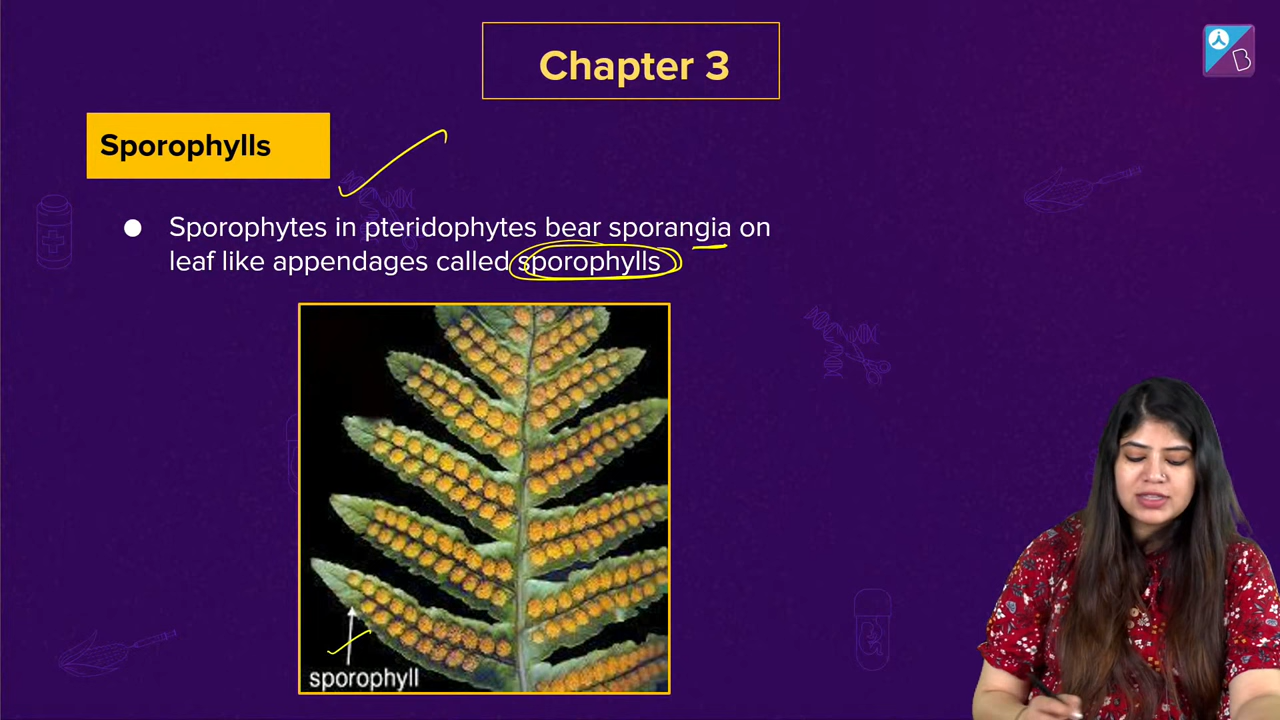 Chapter 3
Sporophylls
Sporophytes in pteridophytes bear sporangia on
leaf like appendages called sporophylls
sporophyll
B